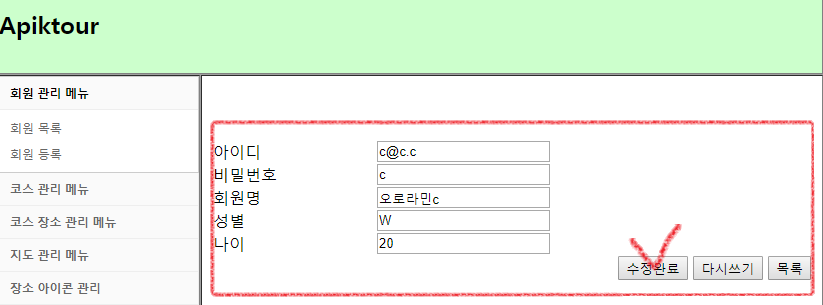 Apiktour
회원 관리 메뉴
회원 목록
회원 등록
코스 관리 메뉴
코스 장소 관리 메뉴
지도 관리 메뉴
장소 아이콘 관리
아이디 c@c.c
비밀번호 c
회원명 오로라민c
성별 W
나이 20
수정완료 다시쓰기 목록